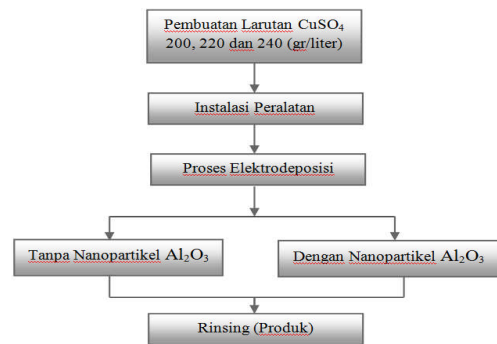 Pembuatan Larutan CuSO₄
200, 220 dan 240 (gr/liter)
Instalasi Peralatan
Proses Elektrodeposisi
Tanpa Nanopartikel Al₂O₃
Dengan Nanopartikel Al₂O₃
Rinsing (Produk)